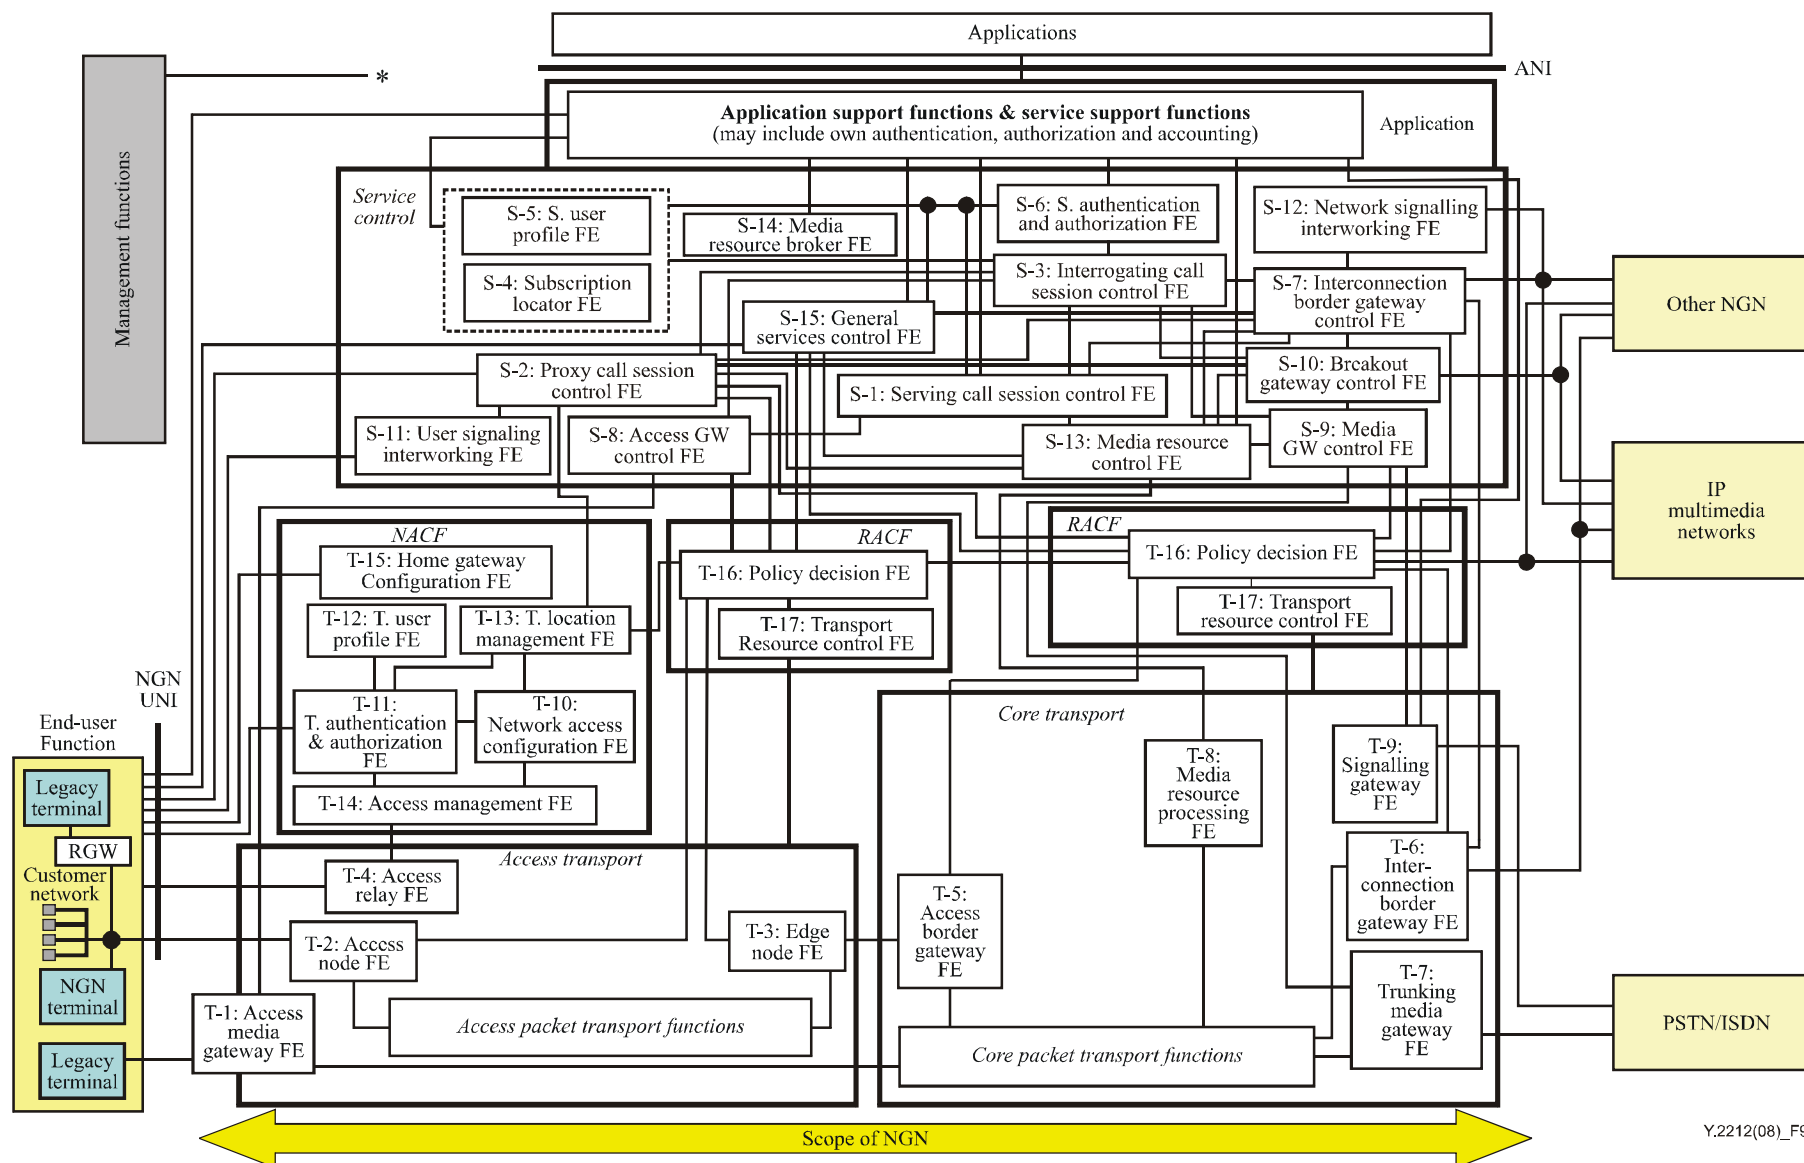 Applications
ANI
Management functions
*
Application support functions & service support functions
(may include own authentication, authorization and accounting)
Application
Service
control
S-5: S. user
profile FE
S-4: Subscription
locator FE
S-14: Media
resource broker FE
S-6: S. authentication
and authorization FE
S-12: Network signalling
interworking FE
S-3: Interrogating call
session control FE
S-7: Interconnection
border gateway
control FE
S-15: General
services control FE
S-2: Proxy call session
control FE
S-10: Breakout
gateway control FE
S-1: Serving call session control FE
S-11: User signaling
interworking FE
S-8: Access GW
control FE
S-13: Media resource
control FE
S-9: Media
GW control FE
Other NGN
IP
multimedia
networks
NACF
T-15: Home gateway
Configuration FE
T-12: T. user
profile FE
T-13: T. location
management FE
T-11:
T. authentication
& authorization
FE
T-10:
Network access
configuration FE
T-14: Access management FE
RACF
T-16: Policy decision FE
T-17: Transport
Resource control FE
RACF
T-16: Policy decision FE
T-17: Transport
resource control FE
NGN
UNI
End-user
Function
Legacy
terminal
RGW
Customer
network
NGN
terminal
Legacy
terminal
Access transport
T-4: Access
relay FE
T-2: Access
node FE
T-3: Edge
node FE
T-1: Access
media
gateway FE
Access packet transport functions
Core transport
T-8:
Media
resource
processing
FE
T-9:
Signalling
gateway
FE
T-5:
Access
border
gateway
FE
T-6:
Inter-
connection
border
gateway FE
T-7:
Trunking
media
gateway
FE
Core packet transport functions
PSTN/ISDN
Scope of NGN
Y.2212(08)_F9